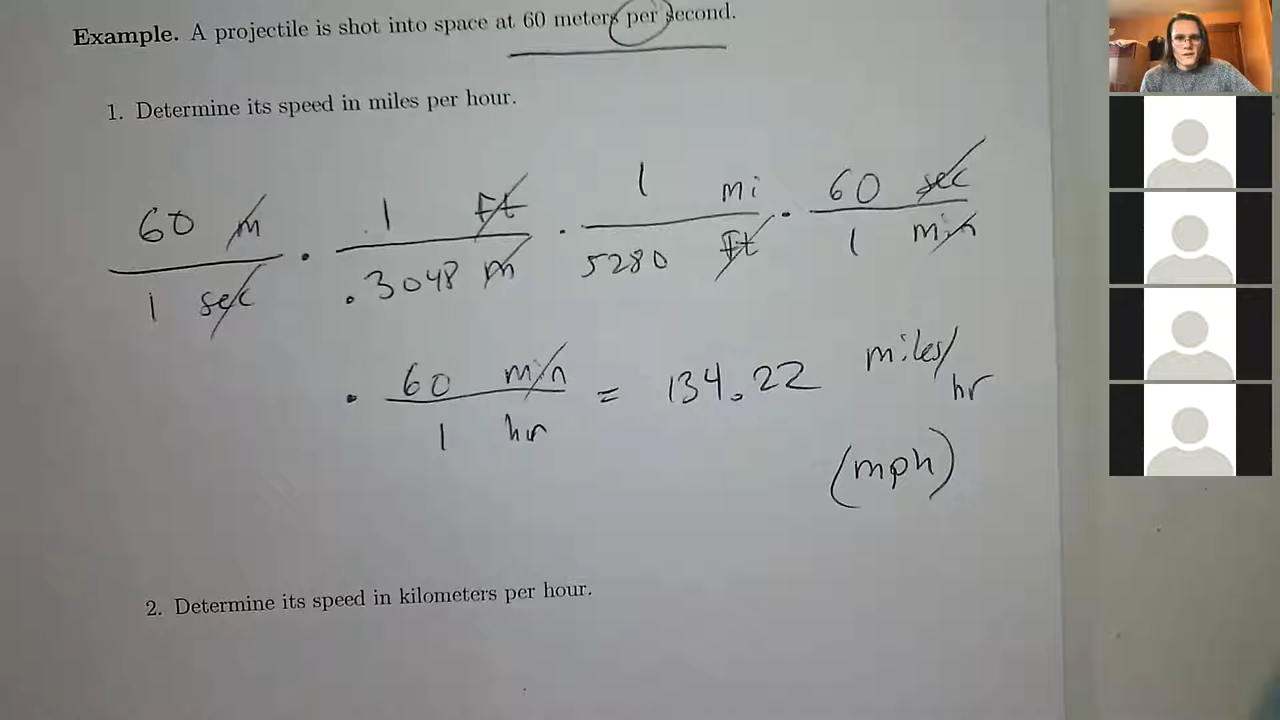 Example. A projectile is shot into space at 60 meters per second.
1. Determine its speed in miles per hour.
60 m / 1 sec · 1 ft / .3048 m · 1 mi / 5280 ft · 60 sec / 1 min
· 60 min / 1 hr = 134.22 miles/hr
(mph)
2. Determine its speed in kilometers per hour.